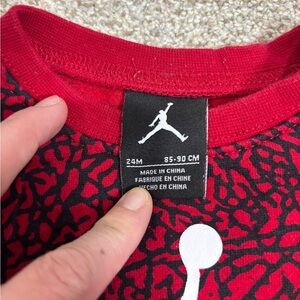 24M 85-90 CM
MADE IN CHINA
FABRIQUE EN CHINE
HECHO EN CHINA